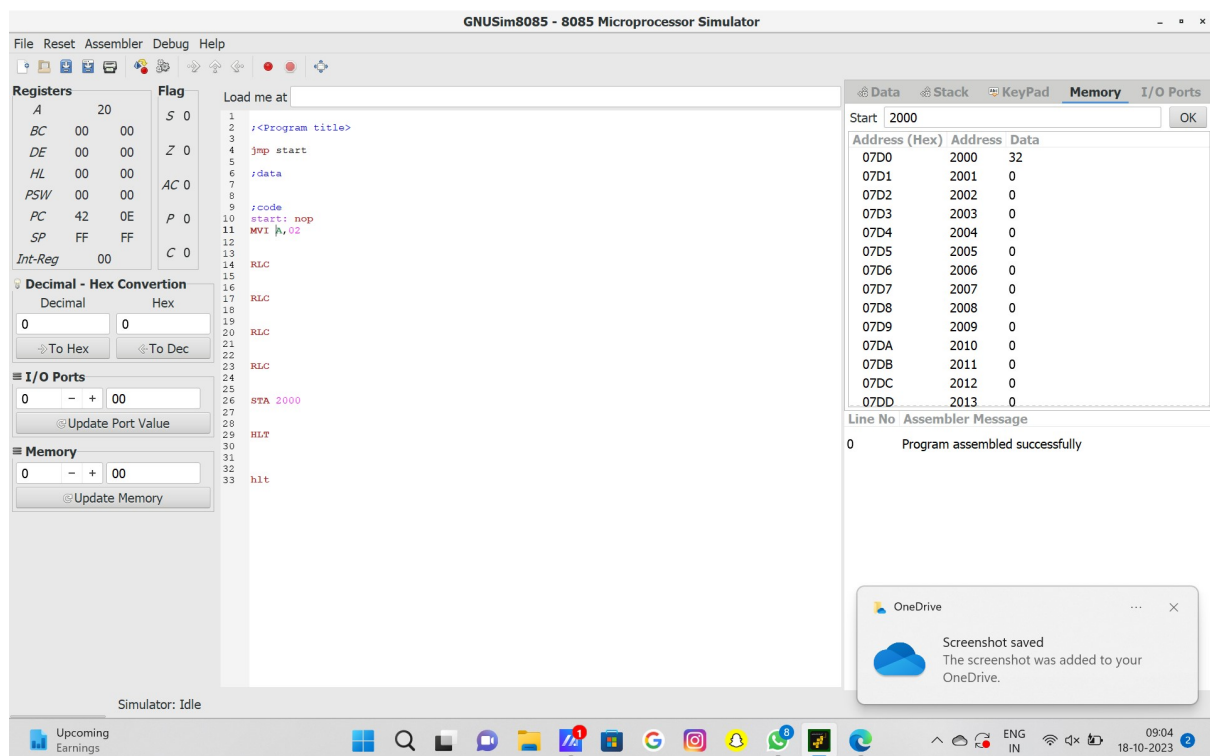 GNUSim8085 - 8085 Microprocessor Simulator
File Reset Assembler Debug Help
Registers
A 20
BC 00 00
DE 00 00
HL 00 00
PSW 00 00
PC 42 0E
SP FF FF
Int-Reg 00
Flag
S 0
Z 0
AC 0
P 0
C 0
Decimal - Hex Convertion
Decimal Hex
0 0
To Hex To Dec
I/O Ports
0 - + 00
Update Port Value
Memory
0 - + 00
Update Memory
Load me at
1
2 ;<Program title>
3
4 jmp start
5
6 ;data
7
8
9 ;code
10 start: nop
11 MVI A,02
12
13
14 RLC
15
16
17 RLC
18
19
20 RLC
21
22
23 RLC
24
25
26 STA 2000
27
28
29 HLT
30
31
32
33 hlt
Data Stack KeyPad Memory I/O Ports
Start 2000 OK
Address (Hex) Address Data
07D0 2000 32
07D1 2001 0
07D2 2002 0
07D3 2003 0
07D4 2004 0
07D5 2005 0
07D6 2006 0
07D7 2007 0
07D8 2008 0
07D9 2009 0
07DA 2010 0
07DB 2011 0
07DC 2012 0
07DD 2013 0
Line No Assembler Message
0 Program assembled successfully
OneDrive
Screenshot saved
The screenshot was added to your
OneDrive.
Simulator: Idle
Upcoming
Earnings
1
8
ENG
IN
09:04
18-10-2023
2